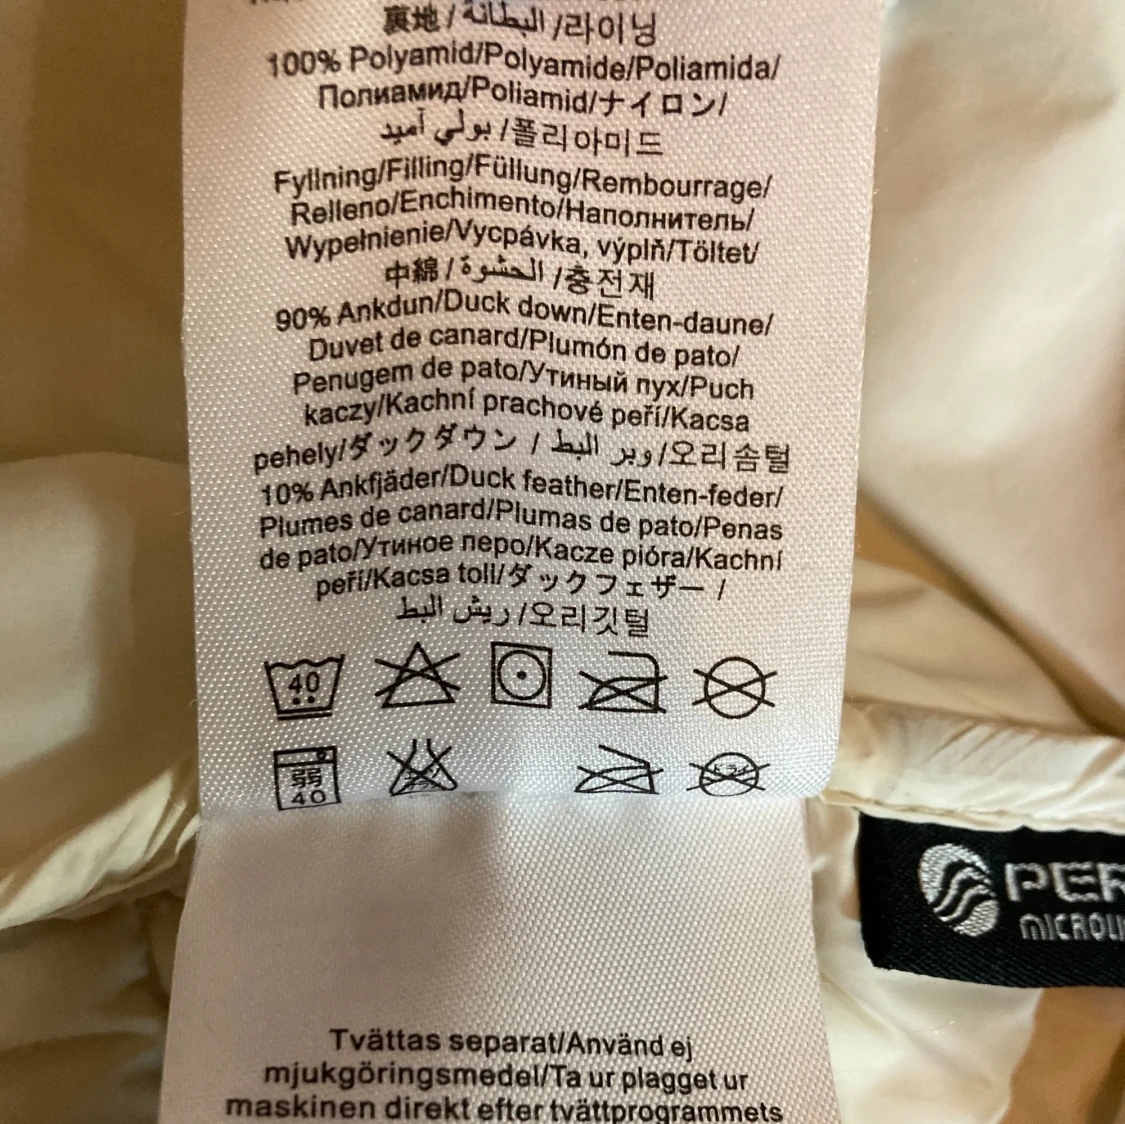 裏地/البطانة/라이닝
100% Polyamid/Polyamide/Poliamida/
Полиамид/Poliamid/ナイロン/
بولي آميد/폴리아미드
Fyllning/Filling/Füllung/Rembourrage/
Relleno/Enchimento/Наполнитель/
Wypełnienie/Vycpávka, výplň/Töltet/
中綿/الحشوة/충전재
90% Ankdun/Duck down/Enten-daune/
Duvet de canard/Plumón de pato/
Penugem de pato/Утиный пух/Puch
kaczy/Kachní prachové peří/Kacsa
pehely/ダックダウン / وبر البط/오리솜털
10% Ankfjäder/Duck feather/Enten-feder/
Plumes de canard/Plumas de pato/Penas
de pato/Утиное перо/Kacze pióra/Kachní
peří/Kacsa toll/ダックフェザー /
ريش البط/오리깃털
40
弱
40
Tvättas separat/Använd ej
mjukgöringsmedel/Ta ur plagget ur
maskinen direkt efter tvättprogrammets